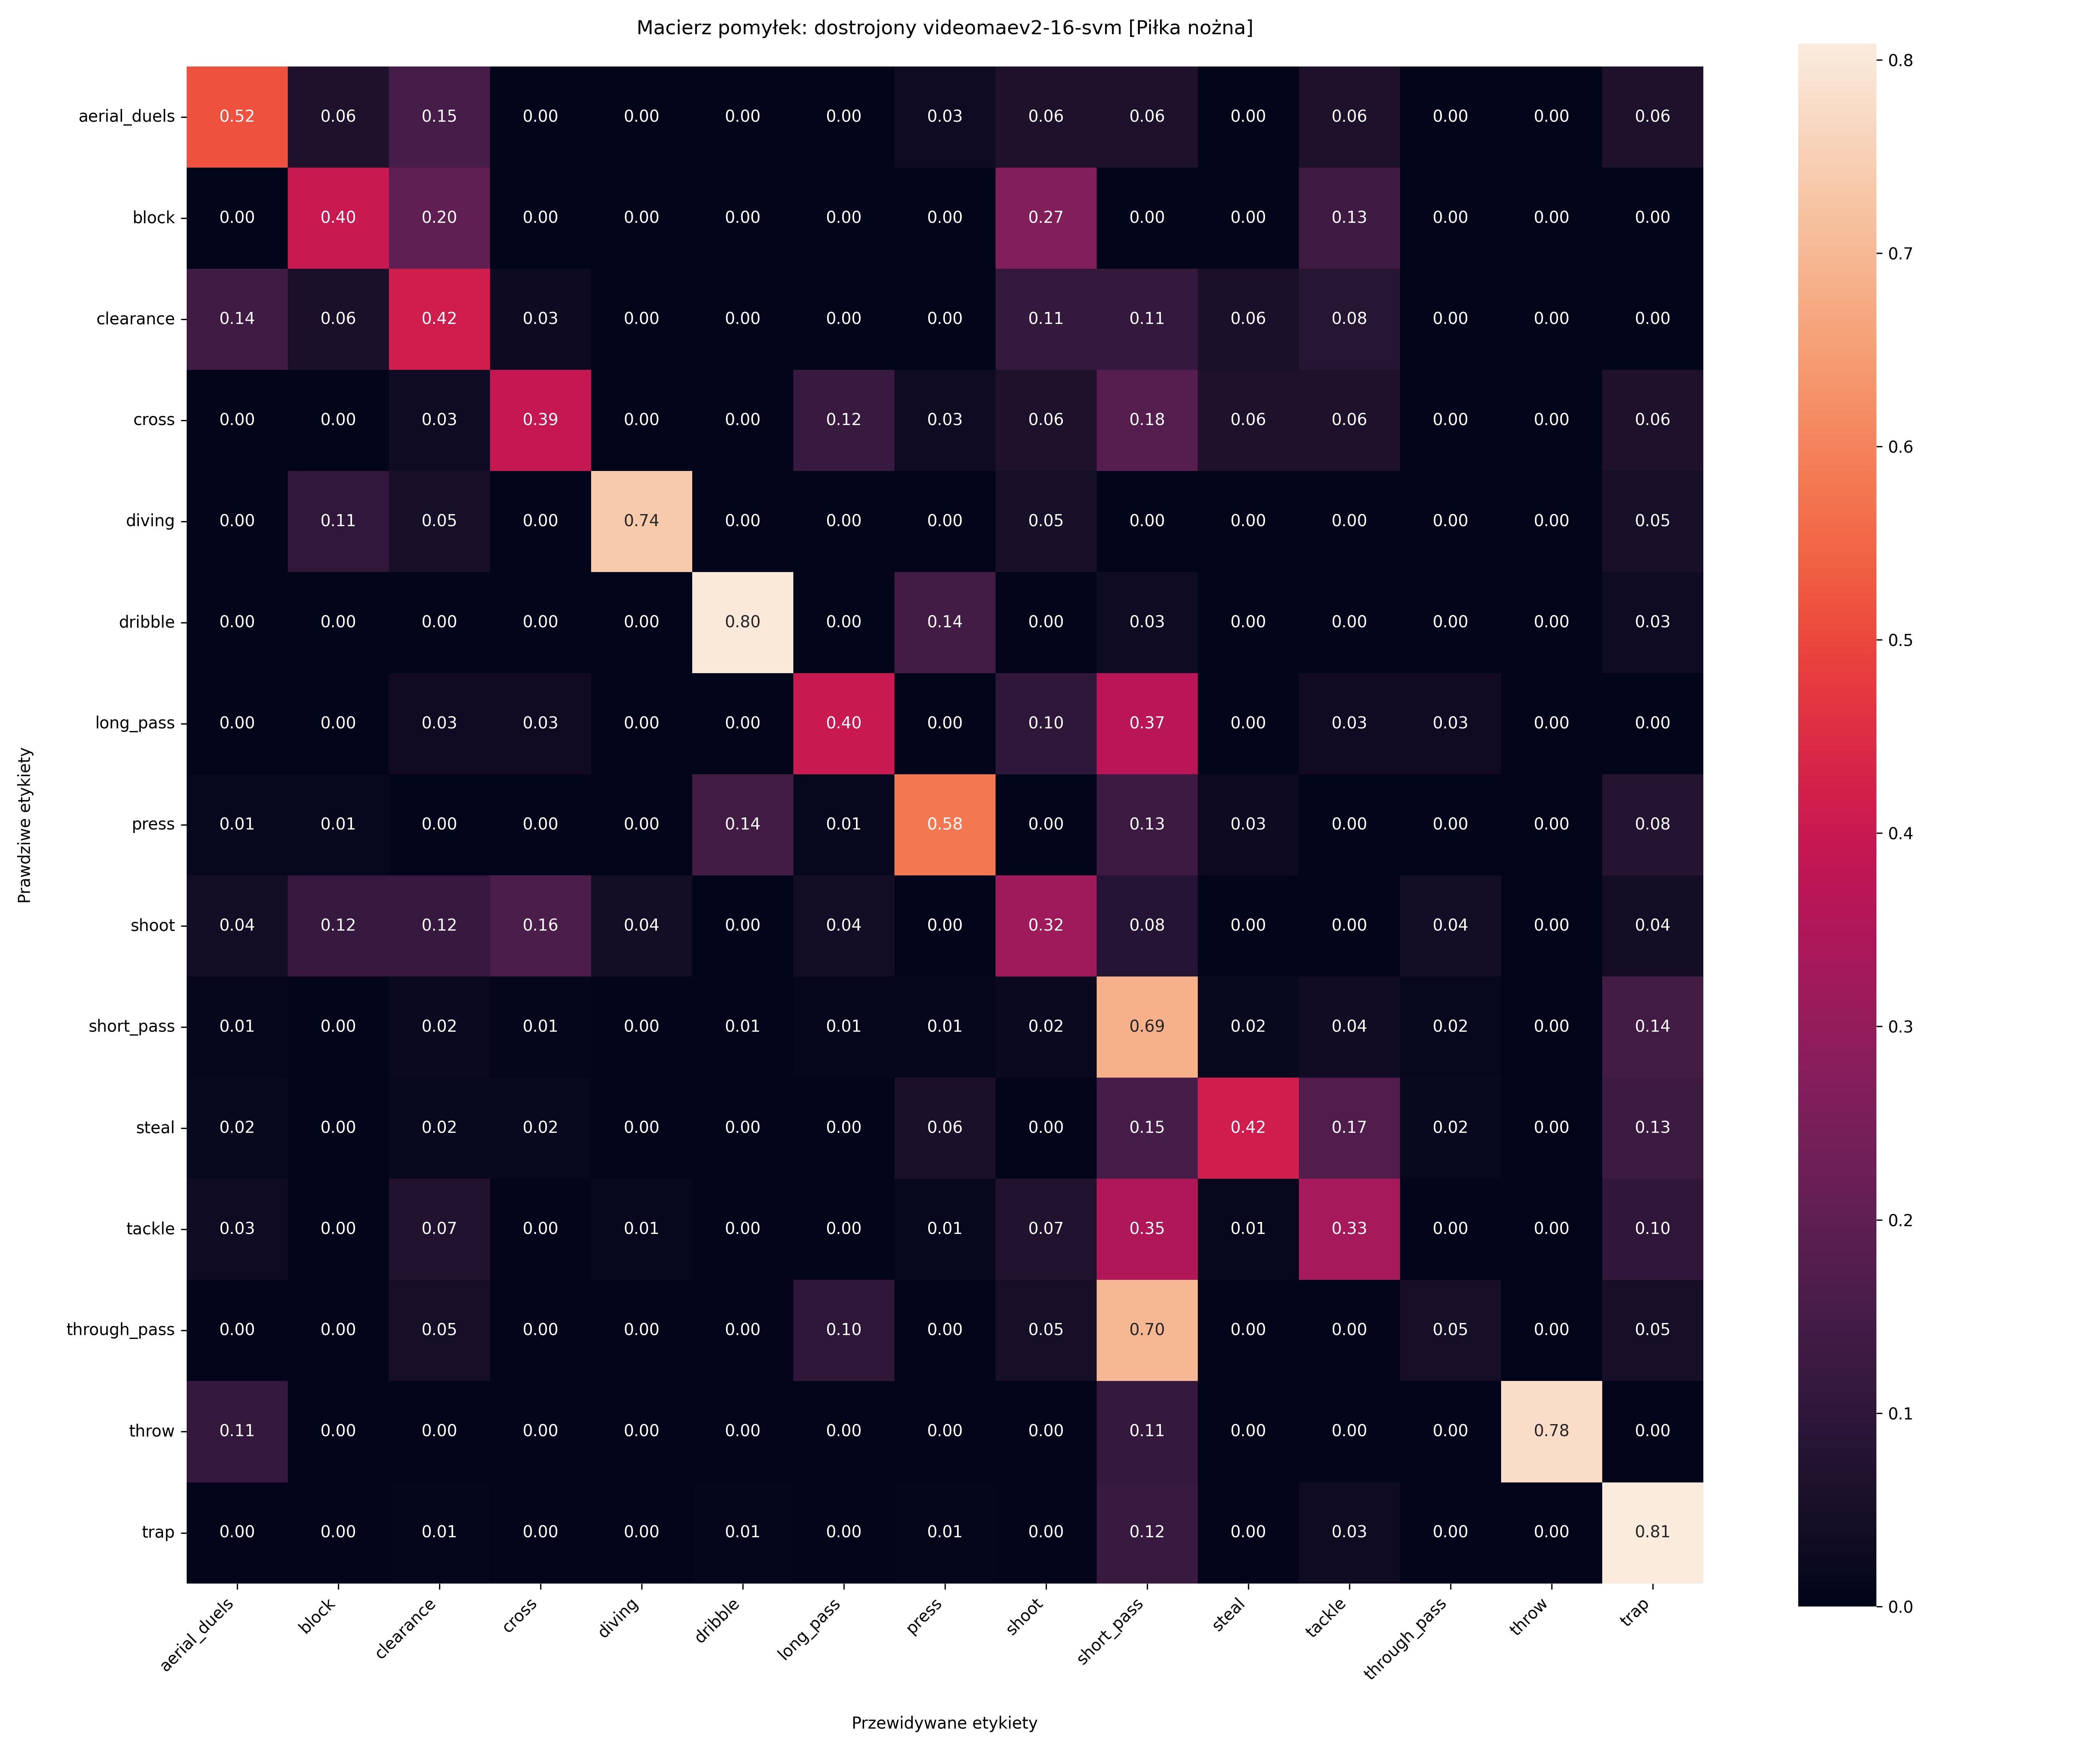 Macierz pomyłek: dostrojony videomaev2-16-svm [Piłka nożna]
aerial_duels 0.52 0.06 0.15 0.00 0.00 0.00 0.00 0.03 0.06 0.06 0.00 0.06 0.00 0.00 0.06
block 0.00 0.40 0.20 0.00 0.00 0.00 0.00 0.00 0.27 0.00 0.00 0.13 0.00 0.00 0.00
clearance 0.14 0.06 0.42 0.03 0.00 0.00 0.00 0.00 0.11 0.11 0.06 0.08 0.00 0.00 0.00
cross 0.00 0.00 0.03 0.39 0.00 0.00 0.12 0.03 0.06 0.18 0.06 0.06 0.00 0.00 0.06
diving 0.00 0.11 0.05 0.00 0.74 0.00 0.00 0.00 0.05 0.00 0.00 0.00 0.00 0.00 0.05
dribble 0.00 0.00 0.00 0.00 0.00 0.80 0.00 0.14 0.00 0.03 0.00 0.00 0.00 0.00 0.03
long_pass 0.00 0.00 0.03 0.03 0.00 0.00 0.40 0.00 0.10 0.37 0.00 0.03 0.03 0.00 0.00
press 0.01 0.01 0.00 0.00 0.00 0.14 0.01 0.58 0.00 0.13 0.03 0.00 0.00 0.00 0.08
shoot 0.04 0.12 0.12 0.16 0.04 0.00 0.04 0.00 0.32 0.08 0.00 0.00 0.04 0.00 0.04
short_pass 0.01 0.00 0.02 0.01 0.00 0.01 0.01 0.01 0.02 0.69 0.02 0.04 0.02 0.00 0.14
steal 0.02 0.00 0.02 0.02 0.00 0.00 0.00 0.06 0.00 0.15 0.42 0.17 0.02 0.00 0.13
tackle 0.03 0.00 0.07 0.00 0.01 0.00 0.00 0.01 0.07 0.35 0.01 0.33 0.00 0.00 0.10
through_pass 0.00 0.00 0.05 0.00 0.00 0.00 0.10 0.00 0.05 0.70 0.00 0.00 0.05 0.00 0.05
throw 0.11 0.00 0.00 0.00 0.00 0.00 0.00 0.00 0.00 0.11 0.00 0.00 0.00 0.78 0.00
trap 0.00 0.00 0.01 0.00 0.00 0.01 0.00 0.01 0.00 0.12 0.00 0.03 0.00 0.00 0.81
aerial_duels block clearance cross diving dribble long_pass press shoot short_pass steal tackle through_pass throw trap
Przewidywane etykiety
Prawdziwe etykiety
0.8
0.7
0.6
0.5
0.4
0.3
0.2
0.1
0.0